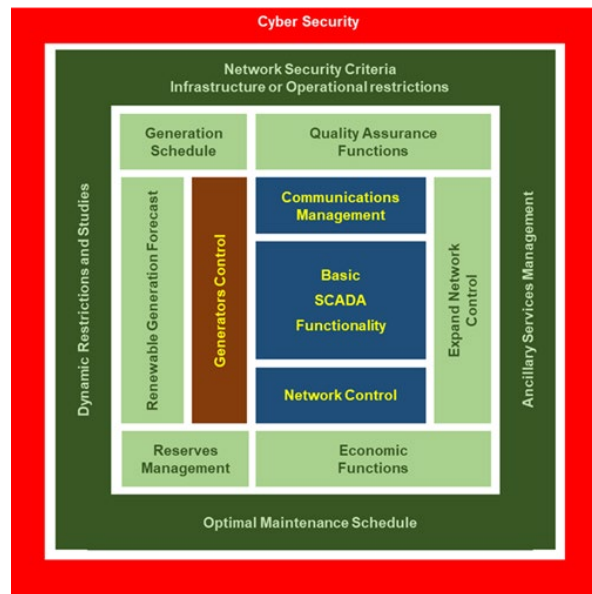 Cyber Security
Network Security Criteria
Infrastructure or Operational restrictions
Dynamic Restrictions and Studies
Generation
Schedule
Quality Assurance
Functions
Renewable Generation Forecast
Generators Control
Communications
Management
Basic
SCADA
Functionality
Network Control
Expand Network
Control
Ancillary Services Management
Reserves
Management
Economic
Functions
Optimal Maintenance Schedule